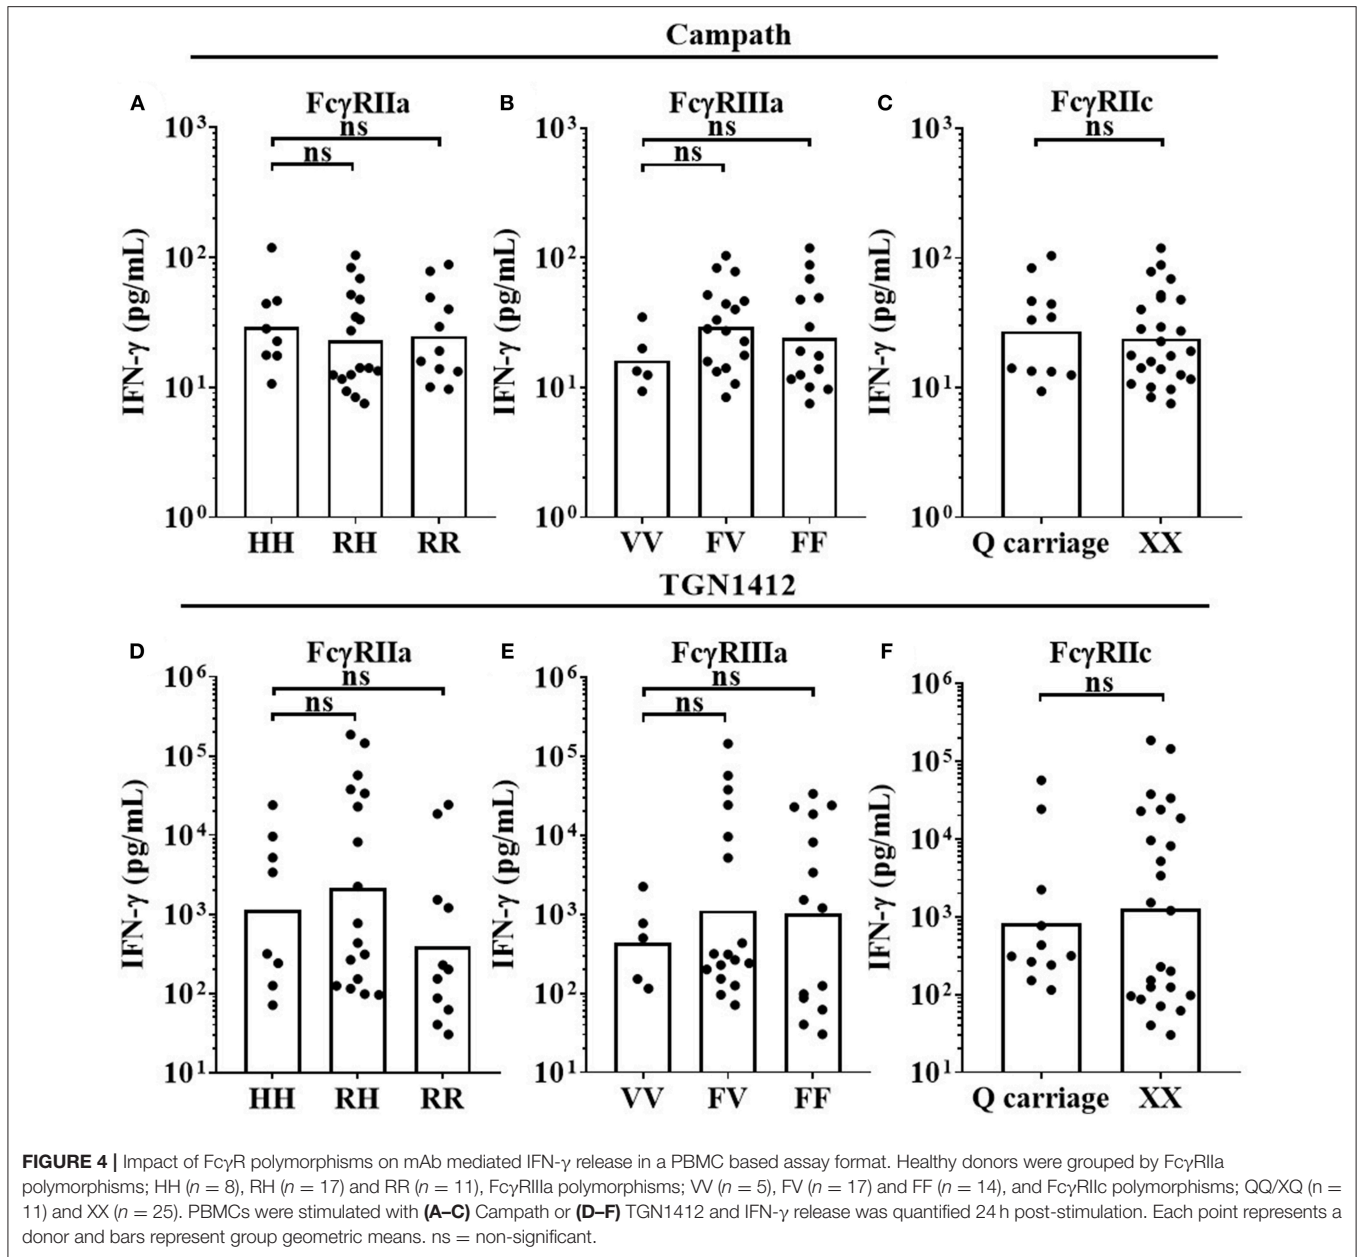 Campath
A FcγRIIa
B FcγRIIIa
C FcγRIIc
ns
ns
ns
ns
ns
IFN-γ (pg/mL)
10³
10²
10¹
10⁰
HH RH RR
IFN-γ (pg/mL)
10³
10²
10¹
10⁰
VV FV FF
IFN-γ (pg/mL)
10³
10²
10¹
10⁰
Q carriage XX
TGN1412
D FcγRIIa
E FcγRIIIa
F FcγRIIc
ns
ns
ns
ns
ns
IFN-γ (pg/mL)
10⁶
10⁵
10⁴
10³
10²
10¹
HH RH RR
IFN-γ (pg/mL)
10⁶
10⁵
10⁴
10³
10²
10¹
VV FV FF
IFN-γ (pg/mL)
10⁶
10⁵
10⁴
10³
10²
10¹
Q carriage XX
FIGURE 4 | Impact of FcγR polymorphisms on mAb mediated IFN-γ release in a PBMC based assay format. Healthy donors were grouped by FcγRIIa
polymorphisms; HH (n = 8), RH (n = 17) and RR (n = 11), FcγRIIIa polymorphisms; VV (n = 5), FV (n = 17) and FF (n = 14), and FcγRIIc polymorphisms; QQ/XQ (n =
11) and XX (n = 25). PBMCs were stimulated with (A–C) Campath or (D–F) TGN1412 and IFN-γ release was quantified 24 h post-stimulation. Each point represents a
donor and bars represent group geometric means. ns = non-significant.